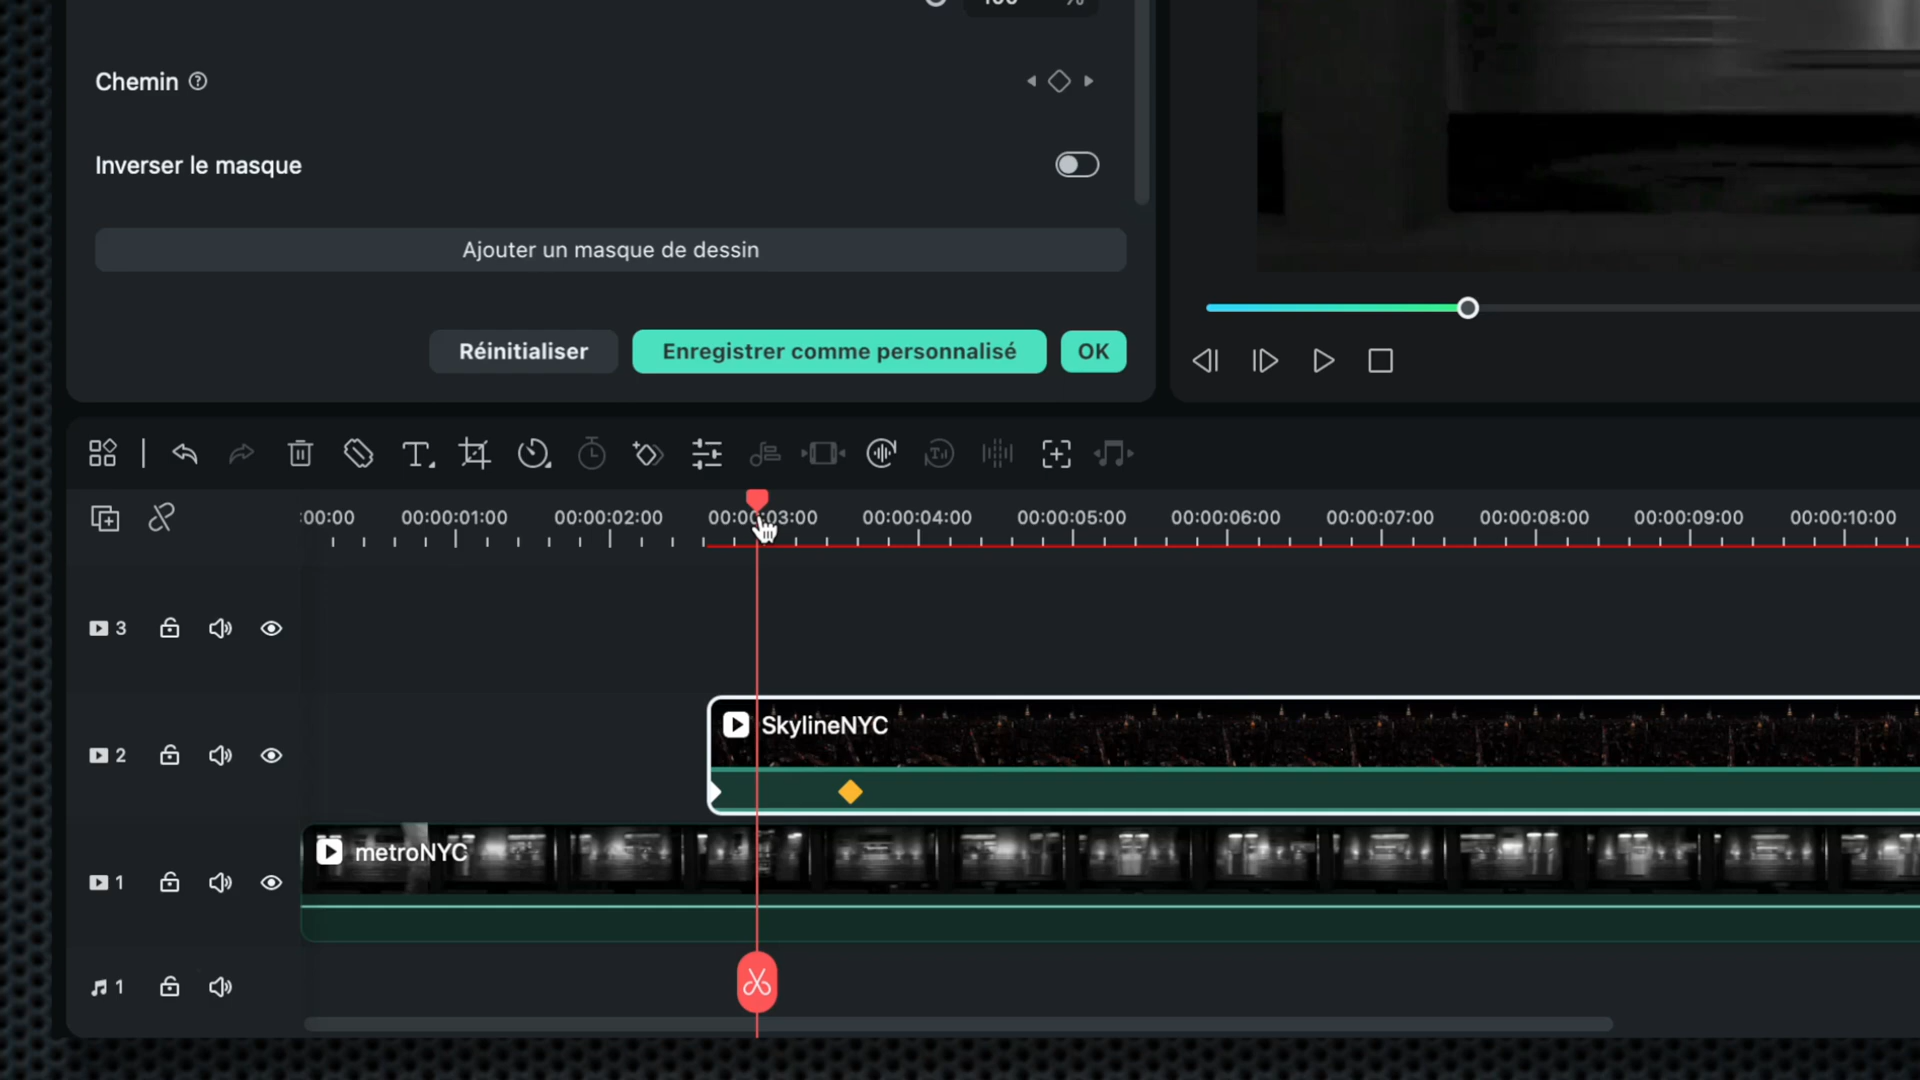 100 %
Chemin
Inverser le masque
Ajouter un masque de dessin
Réinitialiser
Enregistrer comme personnalisé
OK
:00:00
00:00:01:00
00:00:02:00
00:00:03:00
00:00:04:00
00:00:05:00
00:00:06:00
00:00:07:00
00:00:08:00
00:00:09:00
00:00:10:00
3
2
SkylineNYC
metroNYC
1
1